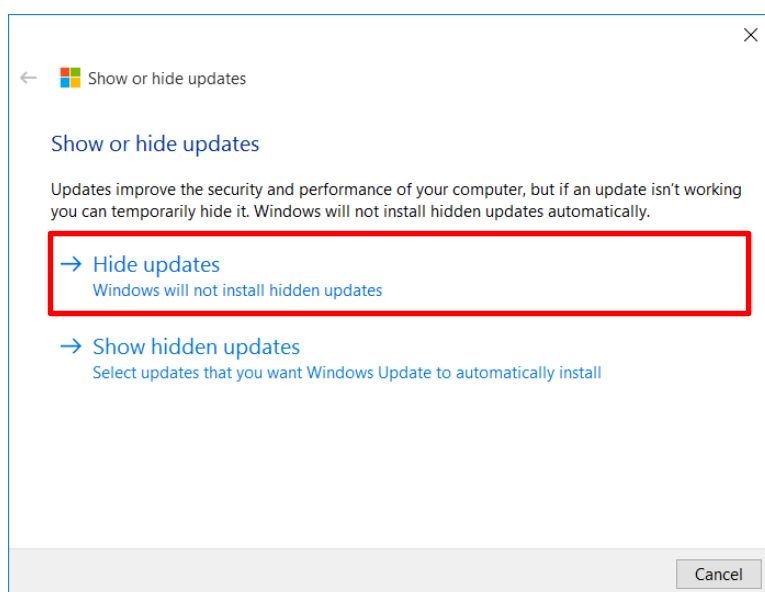 Show or hide updates
Show or hide updates
Updates improve the security and performance of your computer, but if an update isn't working
you can temporarily hide it. Windows will not install hidden updates automatically.
Hide updates
Windows will not install hidden updates
Show hidden updates
Select updates that you want Windows Update to automatically install
Cancel